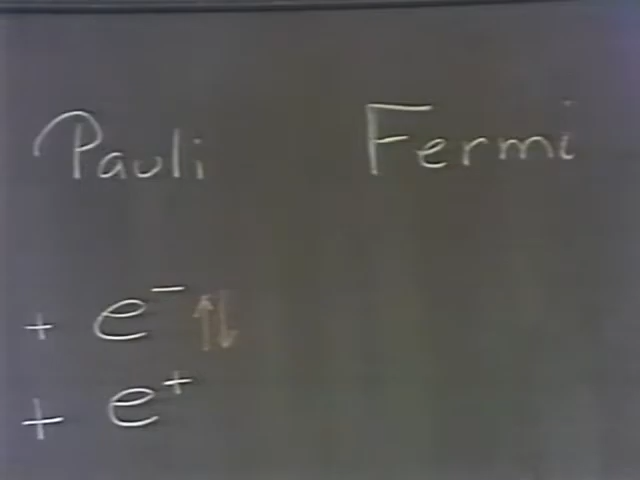 Pauli Fermi
+ e⁻ ↑↓
+ e⁺